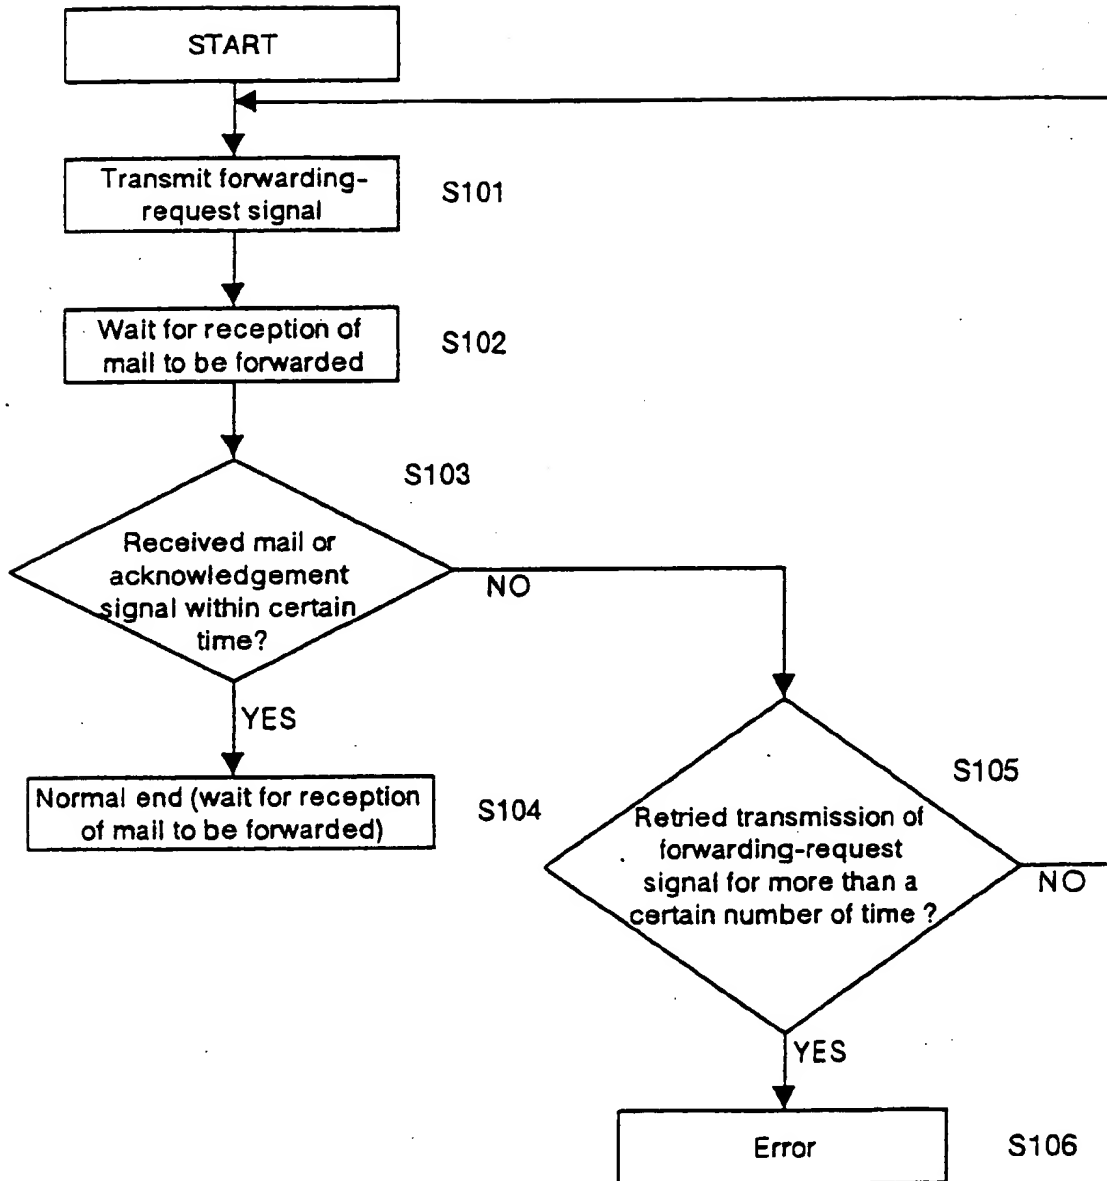 START
Transmit forwarding-
request signal
S101
Wait for reception of
mail to be forwarded
S102
S103
Received mail or
acknowledgement
signal within certain
time?
NO
YES
Normal end (wait for reception
of mail to be forwarded)
S104
S105
Retried transmission of
forwarding-request
signal for more than a
certain number of time ?
NO
YES
Error
S106